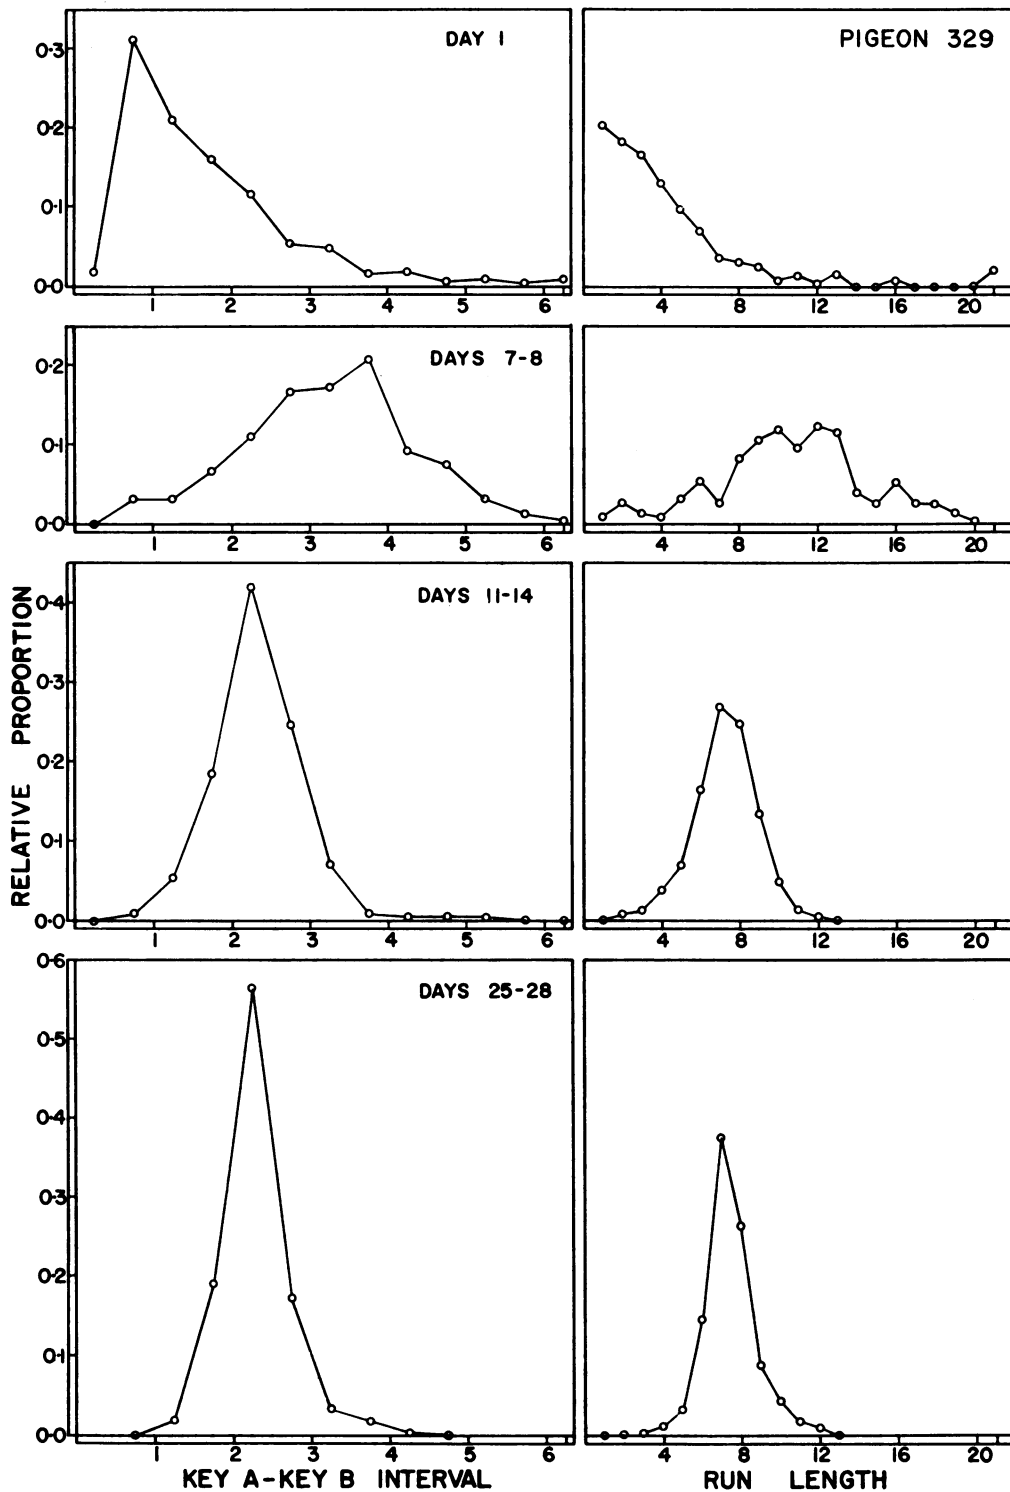 DAY 1
PIGEON 329
0.3
0.2
0.1
0.0
1 2 3 4 5 6
4 8 12 16 20
DAYS 7-8
0.2
0.1
0.0
1 2 3 4 5 6
4 8 12 16 20
DAYS 11-14
0.4
0.3
0.2
0.1
0.0
1 2 3 4 5 6
4 8 12 16 20
RELATIVE PROPORTION
DAYS 25-28
0.6
0.5
0.4
0.3
0.2
0.1
0.0
1 2 3 4 5 6
4 8 12 16 20
KEY A-KEY B INTERVAL
RUN LENGTH